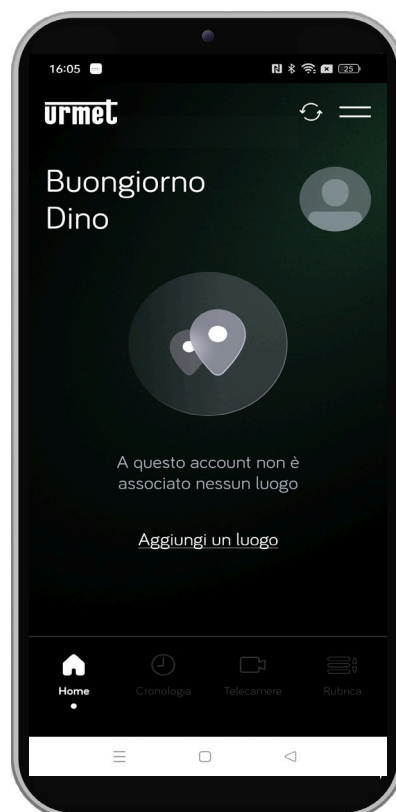 16:05
25
urmet
Buongiorno
Dino
A questo account non è
associato nessun luogo
Aggiungi un luogo
Home
Cronologia
Telecamere
Rubrica